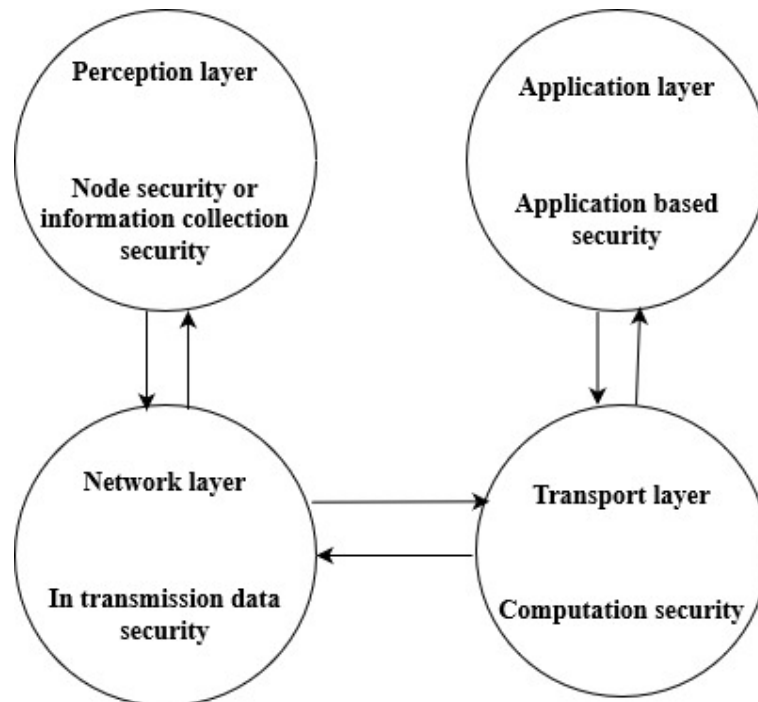 Perception layer
Node security or
information collection
security
Application layer
Application based
security
Network layer
In transmission data
security
Transport layer
Computation security